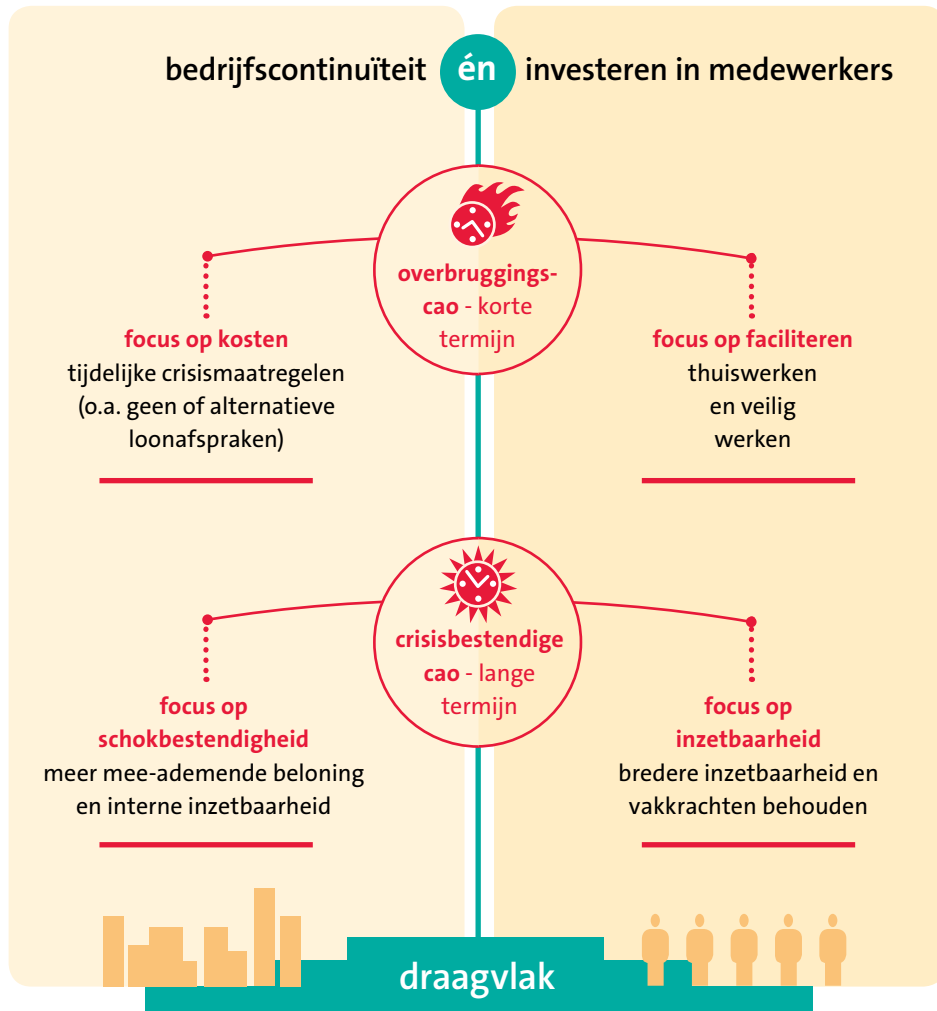 bedrijfscontinuïteit én investeren in medewerkers
overbruggings-
cao - korte
termijn
focus op kosten
tijdelijke crisismaatregelen
(o.a. geen of alternatieve
loonafspraken)
focus op faciliteren
thuiswerken
en veilig
werken
crisisbestendige
cao - lange
termijn
focus op
schokbestendigheid
meer mee-ademende beloning
en interne inzetbaarheid
focus op
inzetbaarheid
bredere inzetbaarheid en
vakkrachten behouden
draagvlak